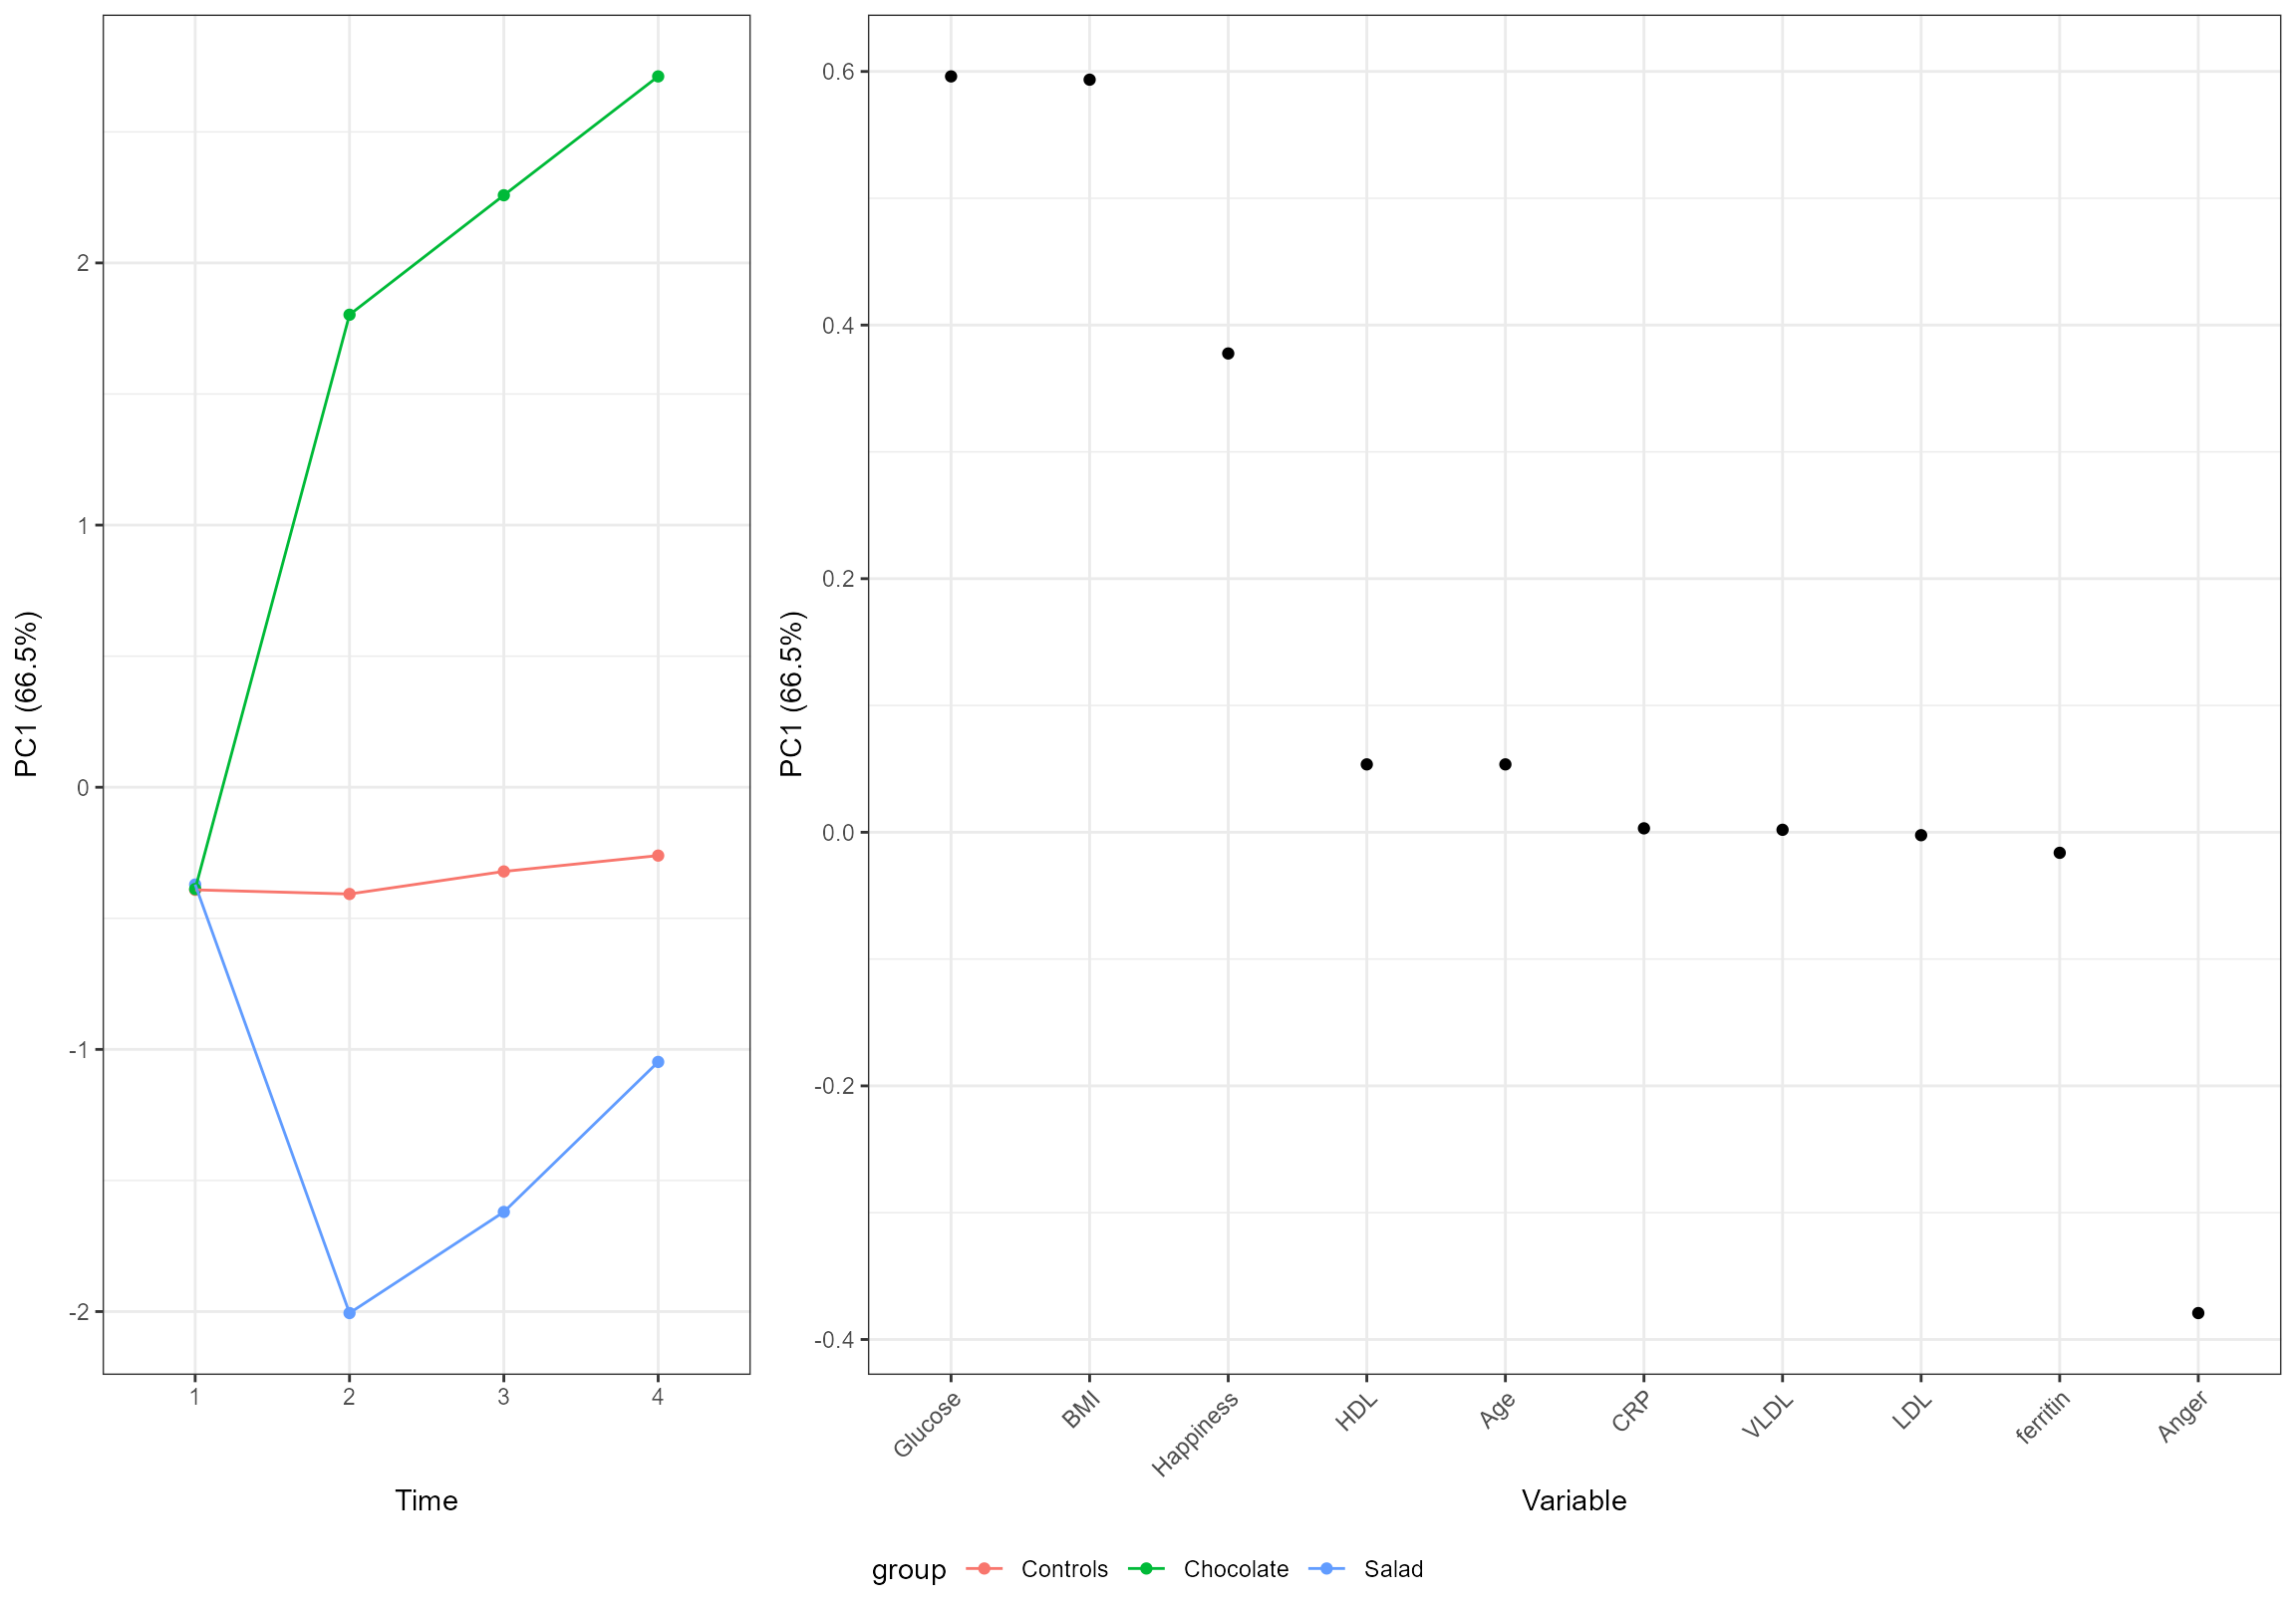 PC1 (66.5%)
2
1
0
-1
-2
1 2 3 4
Time
PC1 (66.5%)
0.6
0.4
0.2
0.0
-0.2
-0.4
Glucose
BMI
Happiness
HDL
Age
CRP
VLDL
LDL
ferritin
Anger
Variable
group Controls Chocolate Salad